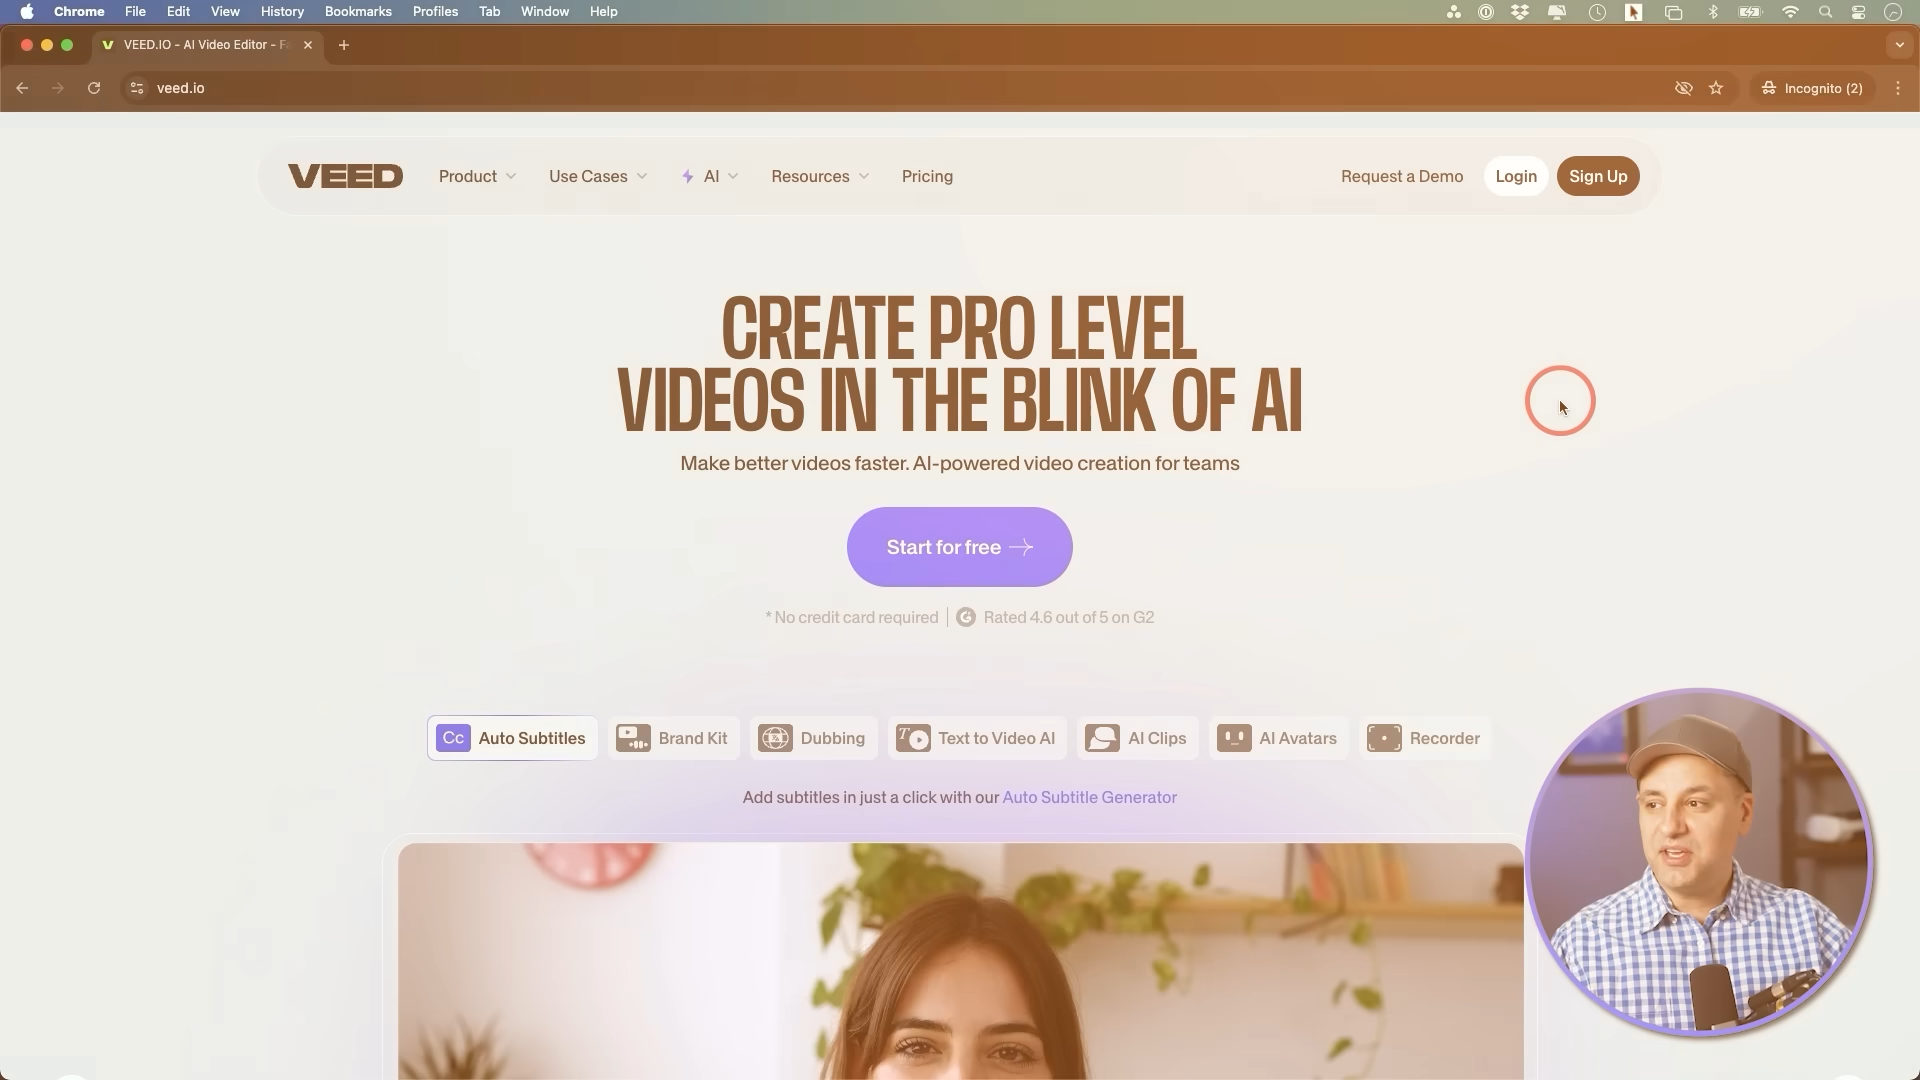 Chrome File Edit View History Bookmarks Profiles Tab Window Help
VEED.IO - AI Video Editor - Fa
veed.io
Incognito (2)
VEED Product Use Cases AI Resources Pricing Request a Demo Login Sign Up
CREATE PRO LEVEL
VIDEOS IN THE BLINK OF AI
Make better videos faster. AI-powered video creation for teams
Start for free
* No credit card required Rated 4.6 out of 5 on G2
Cc Auto Subtitles Brand Kit Dubbing Text to Video AI AI Clips AI Avatars Recorder
Add subtitles in just a click with our Auto Subtitle Generator